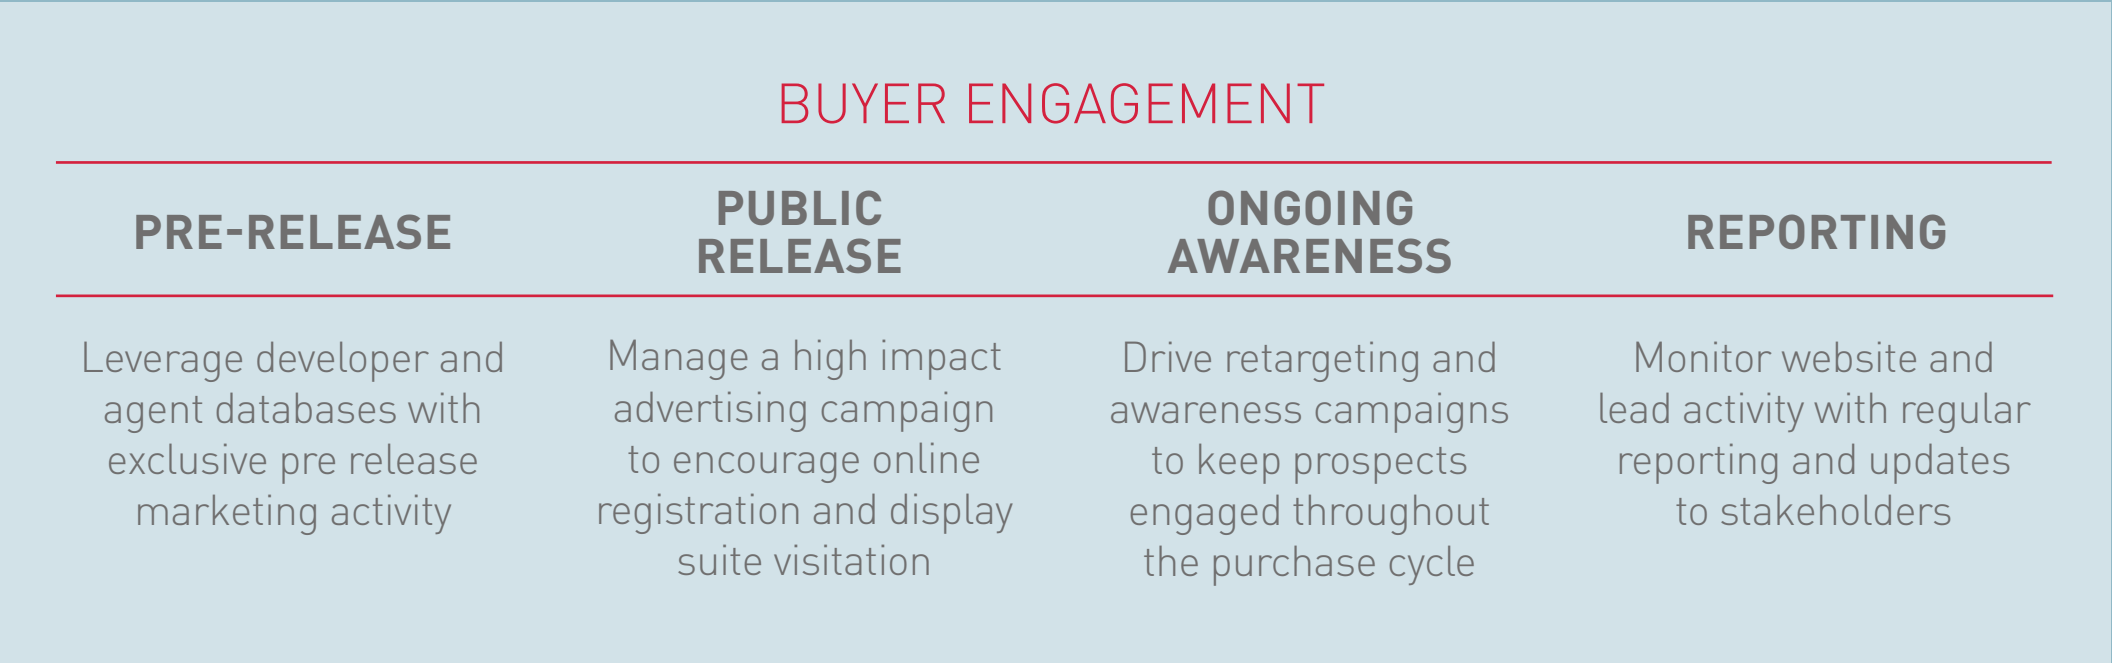 BUYER ENGAGEMENT
PRE-RELEASE
PUBLIC
RELEASE
ONGOING
AWARENESS
REPORTING
Leverage developer and
agent databases with
exclusive pre release
marketing activity
Manage a high impact
advertising campaign
to encourage online
registration and display
suite visitation
Drive retargeting and
awareness campaigns
to keep prospects
engaged throughout
the purchase cycle
Monitor website and
lead activity with regular
reporting and updates
to stakeholders